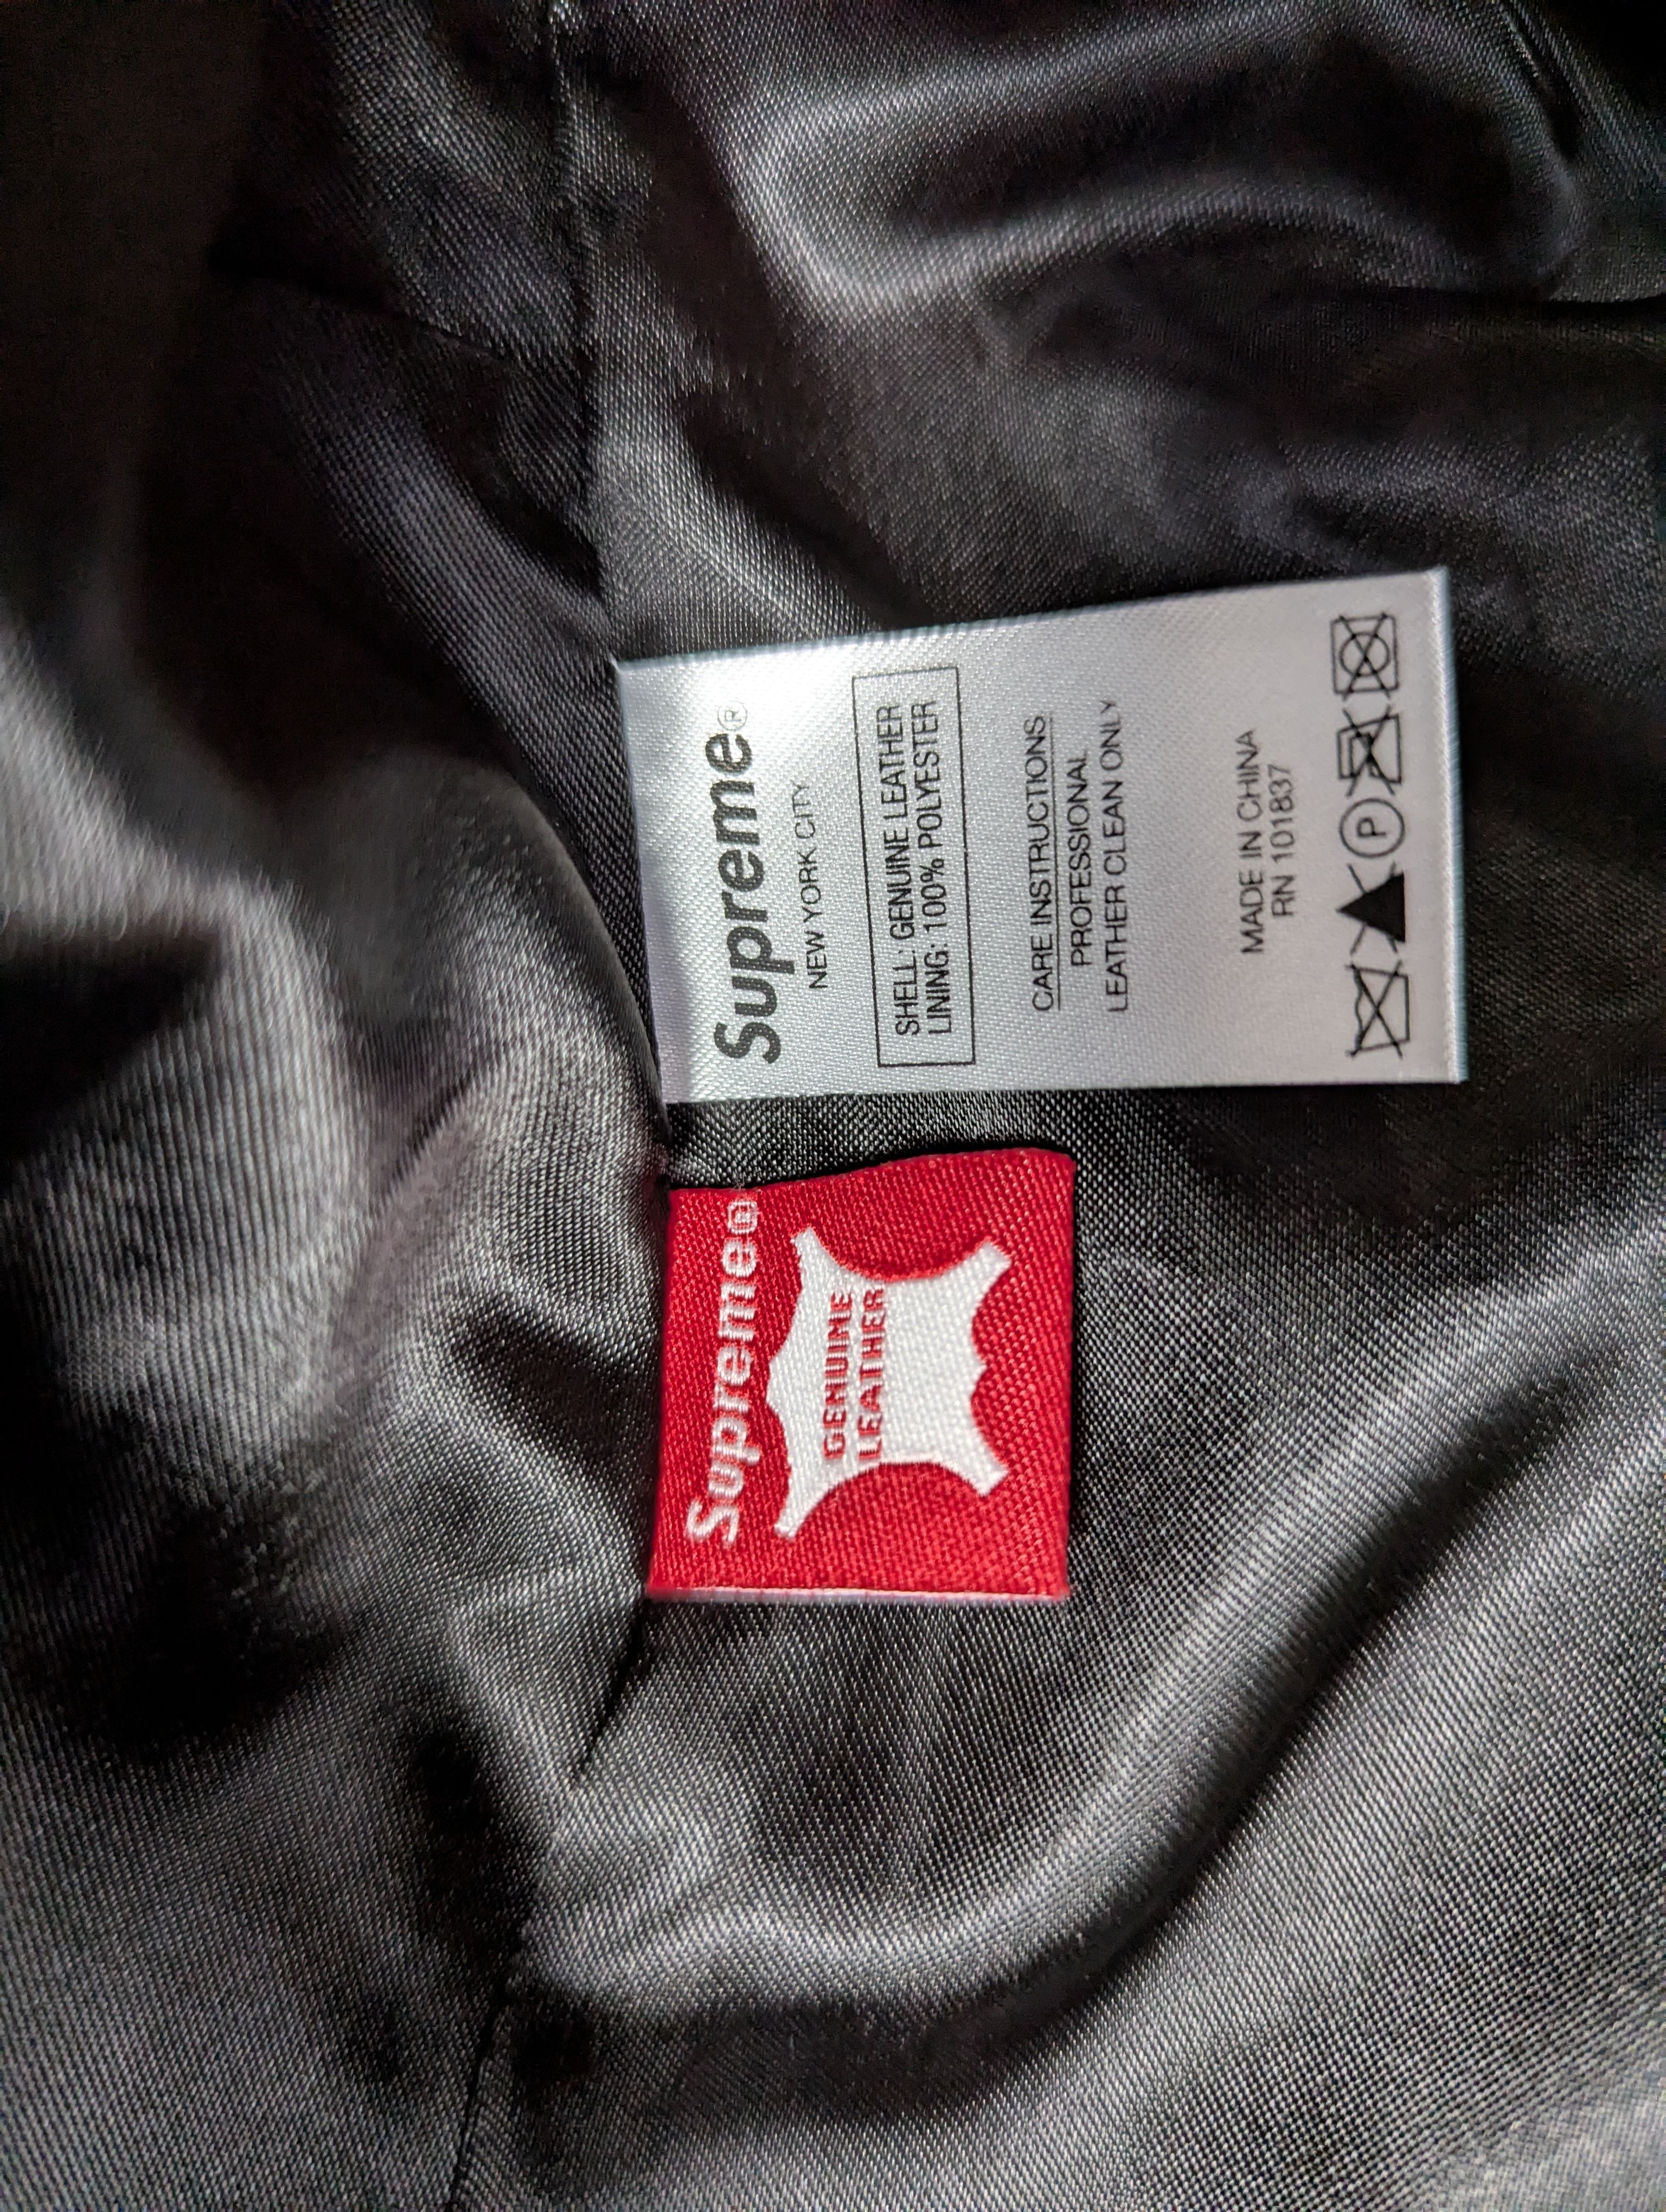 Supreme®
NEW YORK CITY
SHELL: GENUINE LEATHER
LINING: 100% POLYESTER
CARE INSTRUCTIONS
PROFESSIONAL
LEATHER CLEAN ONLY
MADE IN CHINA
RN 101837
P
Supreme®
GENUINE
LEATHER